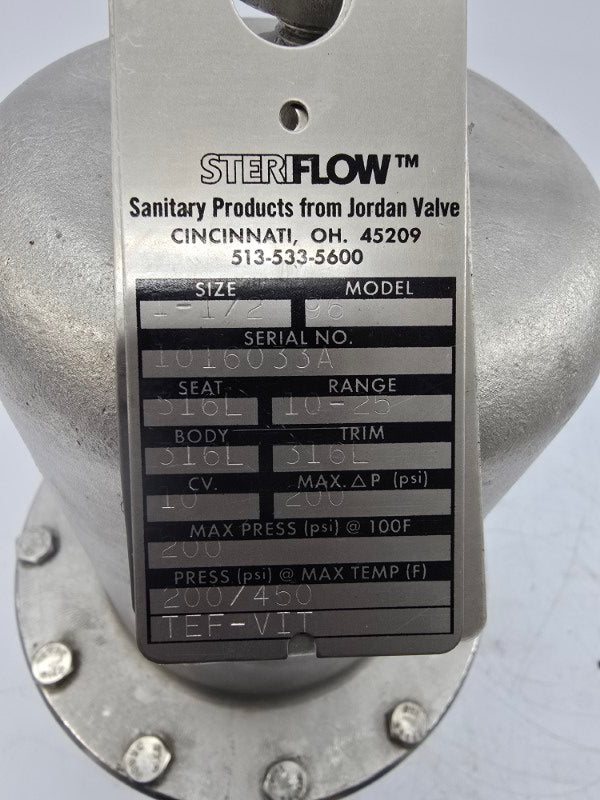 STERIFLOW™
Sanitary Products from Jordan Valve
CINCINNATI, OH. 45209
513-533-5600
SIZE MODEL
1-1/2 96
SERIAL NO.
1016033A
SEAT RANGE
316L 10-25
BODY TRIM
316L 316L
CV. MAX. △P (psi)
10 200
MAX PRESS (psi) @ 100F
200
PRESS (psi) @ MAX TEMP (F)
200/450
TEF-VIT